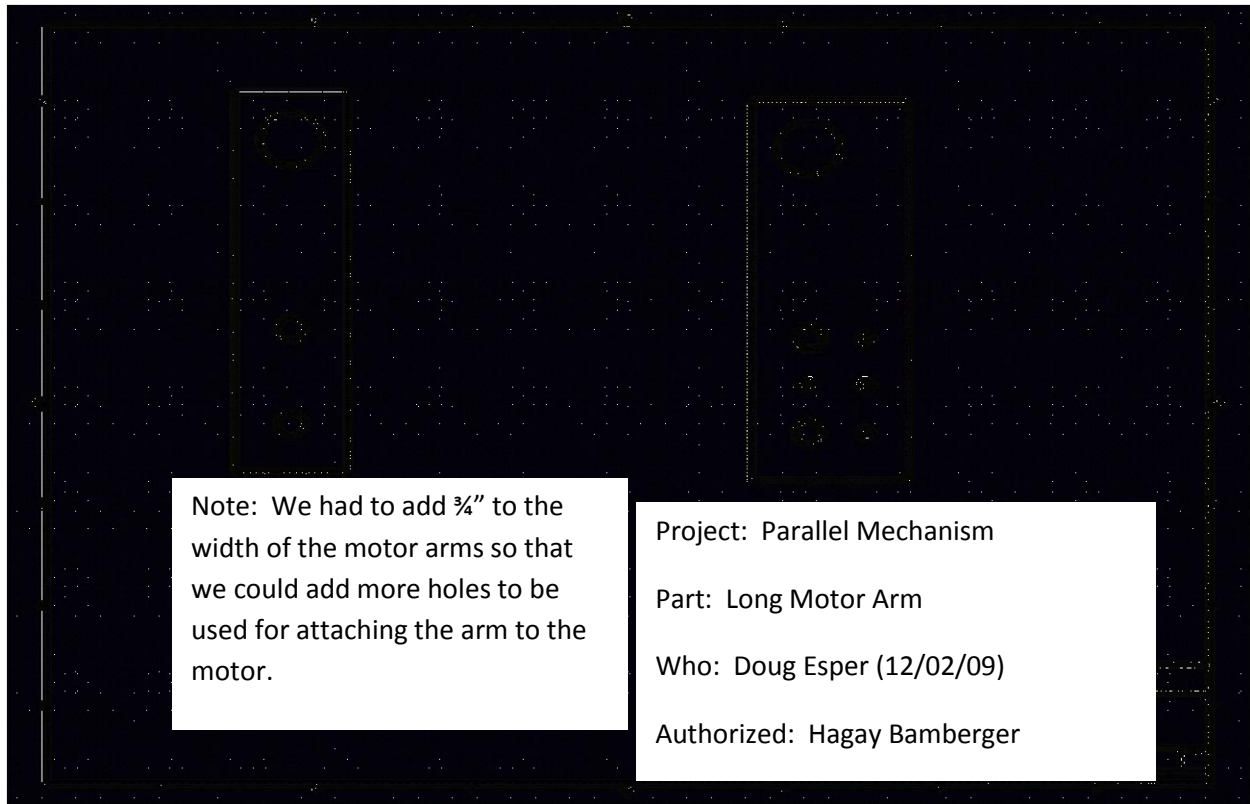 Note: We had to add ¾” to the
width of the motor arms so that
we could add more holes to be
used for attaching the arm to the
motor.
Project: Parallel Mechanism
Part: Long Motor Arm
Who: Doug Esper (12/02/09)
Authorized: Hagay Bamberger